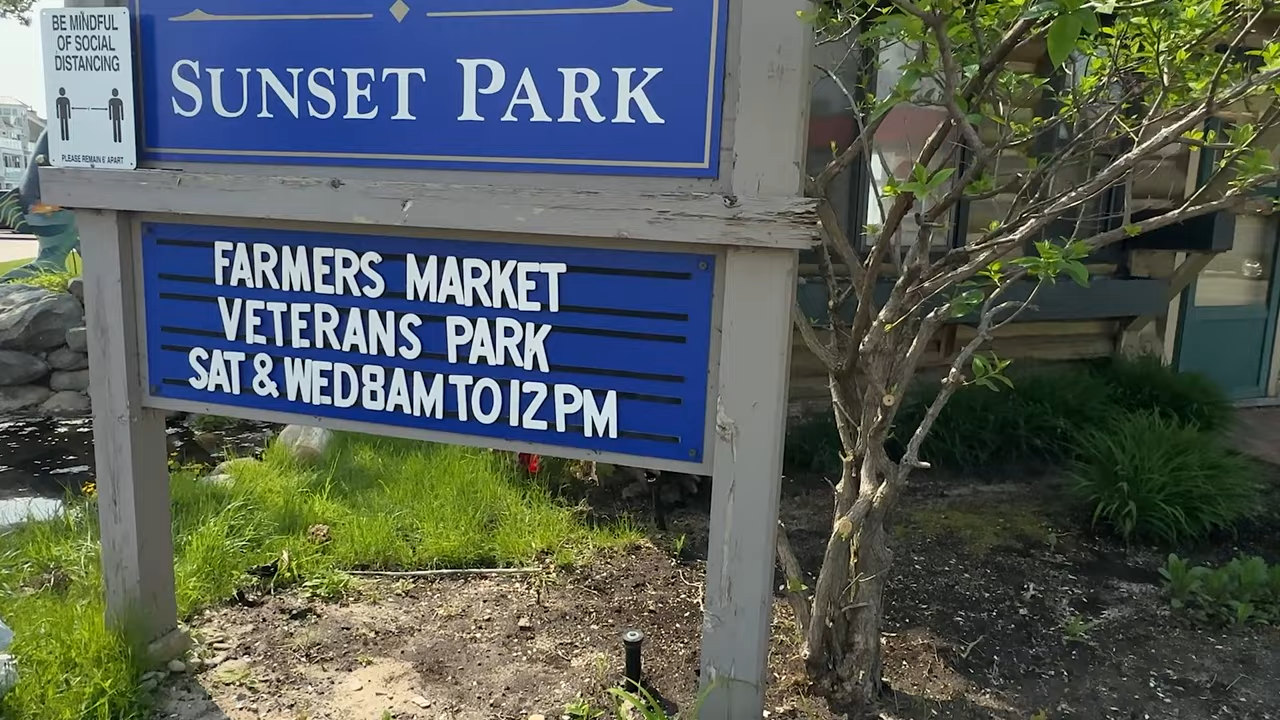 BE MINDFUL
OF SOCIAL
DISTANCING
PLEASE REMAIN 6' APART
SUNSET PARK
FARMERS MARKET
VETERANS PARK
SAT & WED 8AM TO 12PM